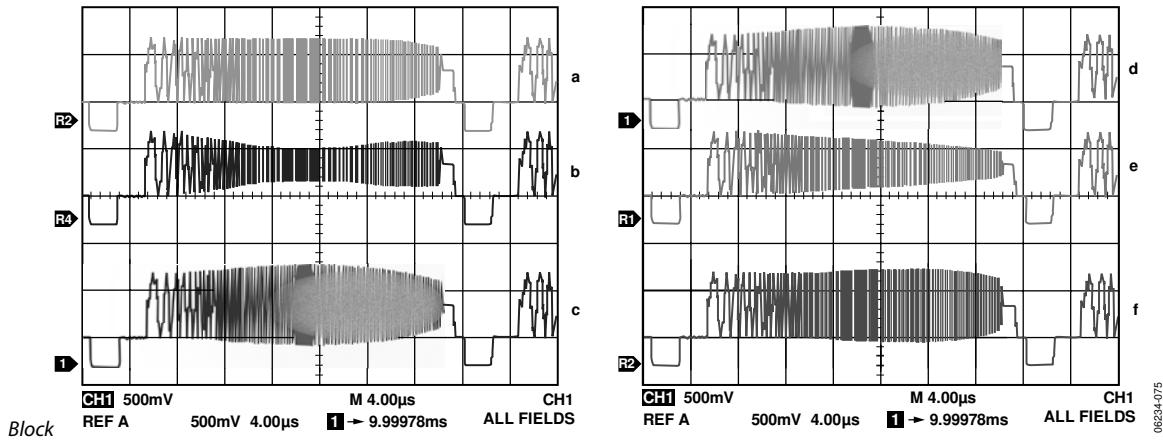 a
R2
b
R4
c
1
CH1 500mV M 4.00µs CH1
REF A 500mV 4.00µs 1 → 9.99978ms ALL FIELDS
d
1
e
R1
f
R2
CH1 500mV M 4.00µs CH1
REF A 500mV 4.00µs 1 → 9.99978ms ALL FIELDS
06234-075
Block